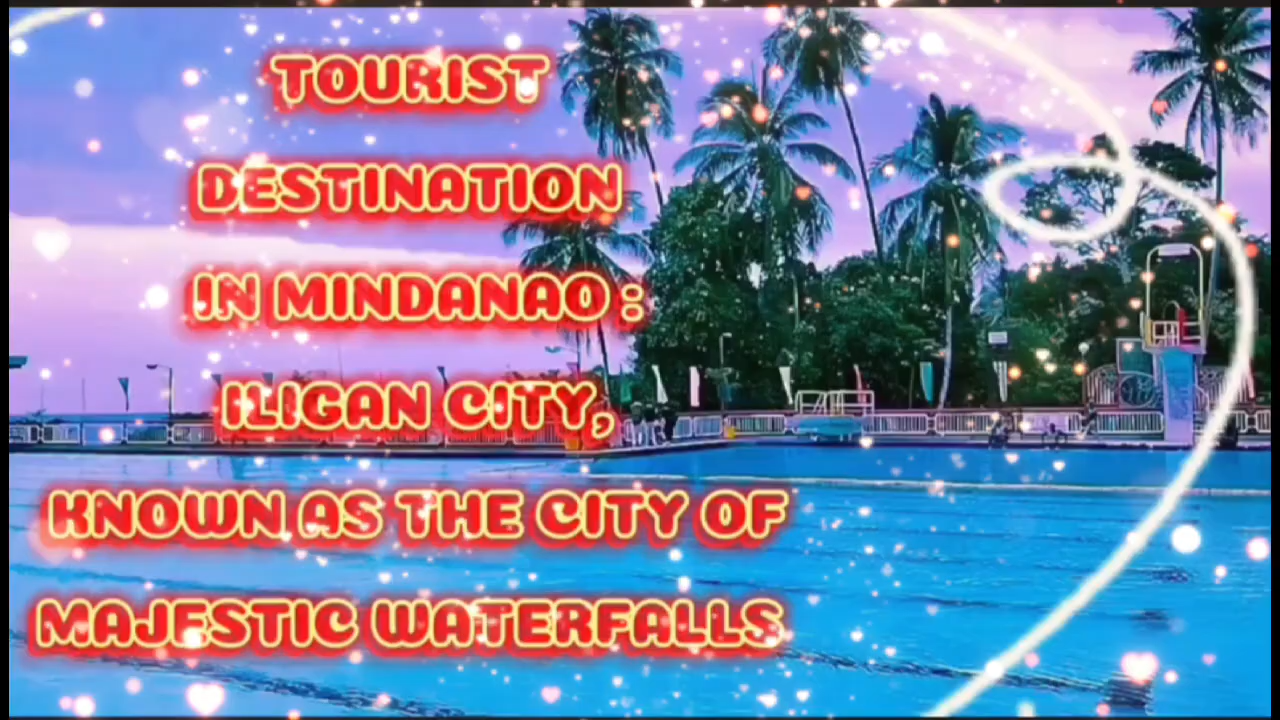 TOURIST
DESTINATION
IN MINDANAO :
ILIGAN CITY,
KNOWN AS THE CITY OF
MAJESTIC WATERFALLS